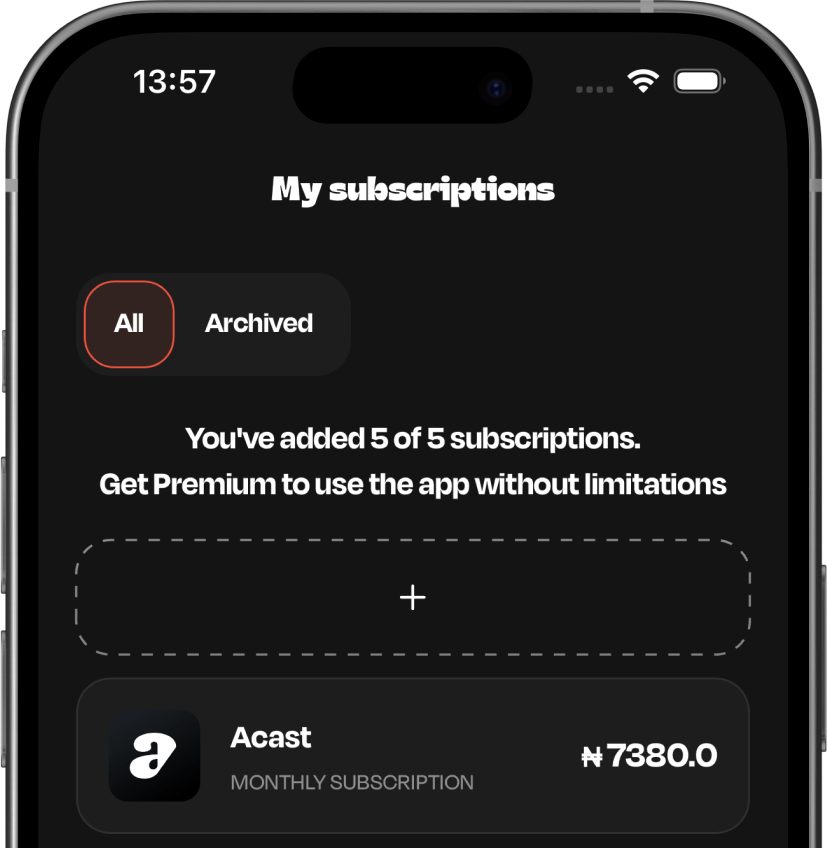 13:57
My subscriptions
All Archived
You've added 5 of 5 subscriptions.
Get Premium to use the app without limitations
+
Acast
₦7380.0
MONTHLY SUBSCRIPTION